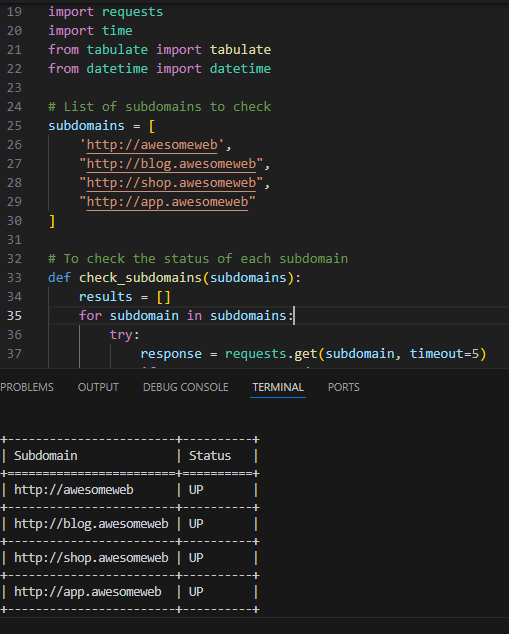 19 import requests
20 import time
21 from tabulate import tabulate
22 from datetime import datetime
23
24 # List of subdomains to check
25 subdomains = [
26     'http://awesomeweb',
27     "http://blog.awesomeweb",
28     "http://shop.awesomeweb",
29     "http://app.awesomeweb"
30 ]
31
32 # To check the status of each subdomain
33 def check_subdomains(subdomains):
34     results = []
35     for subdomain in subdomains:
36         try:
37             response = requests.get(subdomain, timeout=5)
PROBLEMS OUTPUT DEBUG CONSOLE TERMINAL PORTS
+------------------------+----------+
| Subdomain              | Status   |
+========================+==========+
| http://awesomeweb      | UP       |
+------------------------+----------+
| http://blog.awesomeweb | UP       |
+------------------------+----------+
| http://shop.awesomeweb | UP       |
+------------------------+----------+
| http://app.awesomeweb  | UP       |
+------------------------+----------+